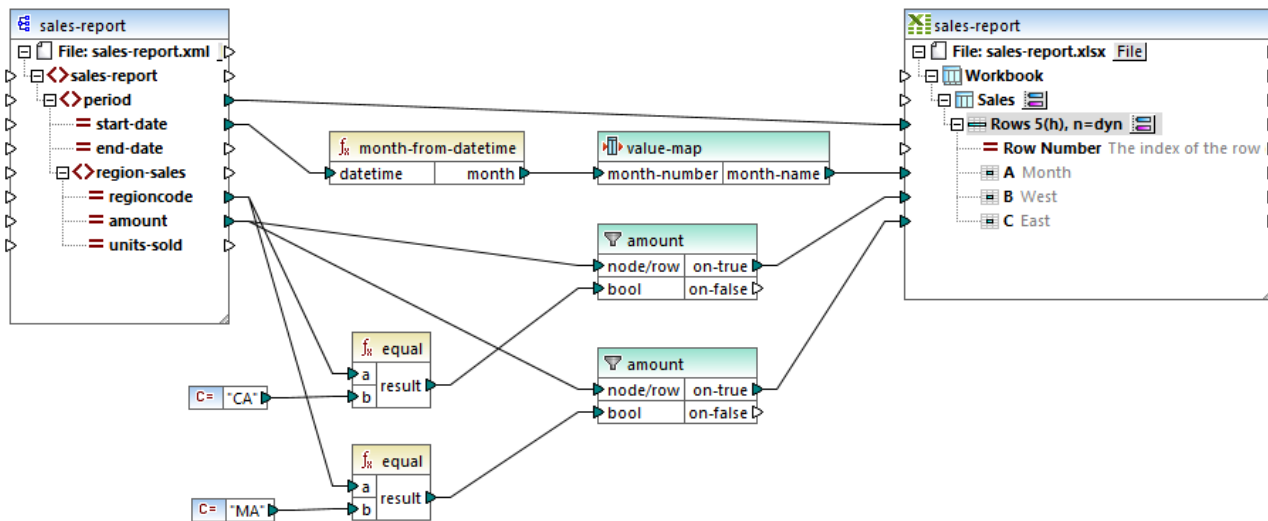 sales-report
File: sales-report.xml
sales-report
period
start-date
end-date
region-sales
regioncode
amount
units-sold
month-from-datetime
datetime month
value-map
month-number month-name
amount
node/row on-true
bool on-false
equal
a
result
b
C= "CA"
amount
node/row on-true
bool on-false
equal
a
result
b
C= "MA"
sales-report
File: sales-report.xlsx File
Workbook
Sales
Rows 5(h), n=dyn
Row Number The index of the row
A Month
B West
C East